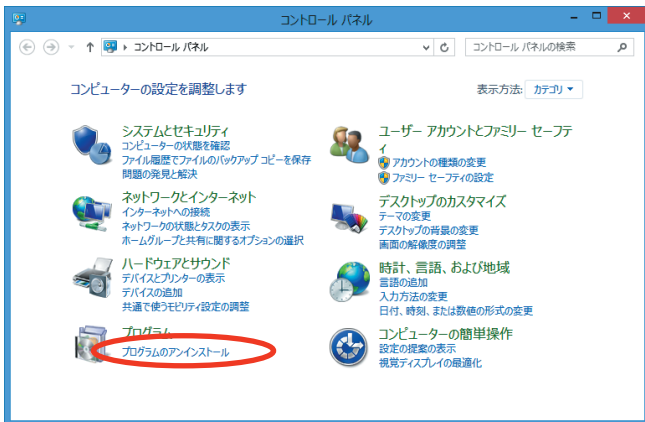 コントロール パネル
コントロール パネル
コントロール パネルの検索
コンピューターの設定を調整します
表示方法: カテゴリ
システムとセキュリティ
コンピューターの状態を確認
ファイル履歴でファイルのバックアップ コピーを保存
問題の発見と解決
ネットワークとインターネット
インターネットへの接続
ネットワークの状態とタスクの表示
ホームグループと共有に関するオプションの選択
ハードウェアとサウンド
デバイスとプリンターの表示
デバイスの追加
共通で使うモビリティ設定の調整
プログラム
プログラムのアンインストール
ユーザー アカウントとファミリー セーフテ
ィ
アカウントの種類の変更
ファミリー セーフティの設定
デスクトップのカスタマイズ
テーマの変更
デスクトップの背景の変更
画面の解像度の調整
時計、言語、および地域
言語の追加
入力方法の変更
日付、時刻、または数値の形式の変更
コンピューターの簡単操作
設定の提案の表示
視覚ディスプレイの最適化